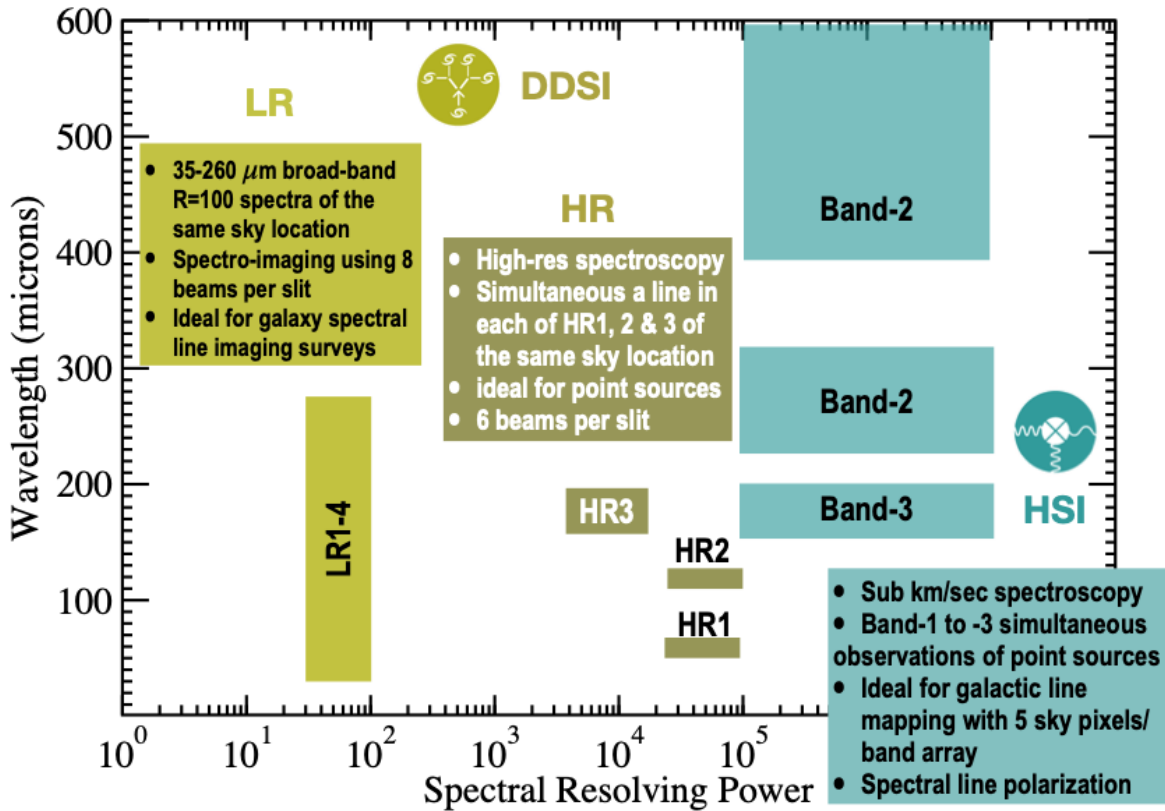 600
500
400
300
200
100
Wavelength (microns)
LR
DDSI
• 35-260 μm broad-band
R=100 spectra of the
same sky location
• Spectro-imaging using 8
beams per slit
• Ideal for galaxy spectral
line imaging surveys
HR
• High-res spectroscopy
• Simultaneous a line in
each of HR1, 2 & 3 of
the same sky location
• ideal for point sources
• 6 beams per slit
Band-2
Band-2
Band-3
HSI
LR1-4
HR3
HR2
HR1
• Sub km/sec spectroscopy
• Band-1 to -3 simultaneous
observations of point sources
• Ideal for galactic line
mapping with 5 sky pixels/
band array
• Spectral line polarization
10⁰ 10¹ 10² 10³ 10⁴ 10⁵
Spectral Resolving Power